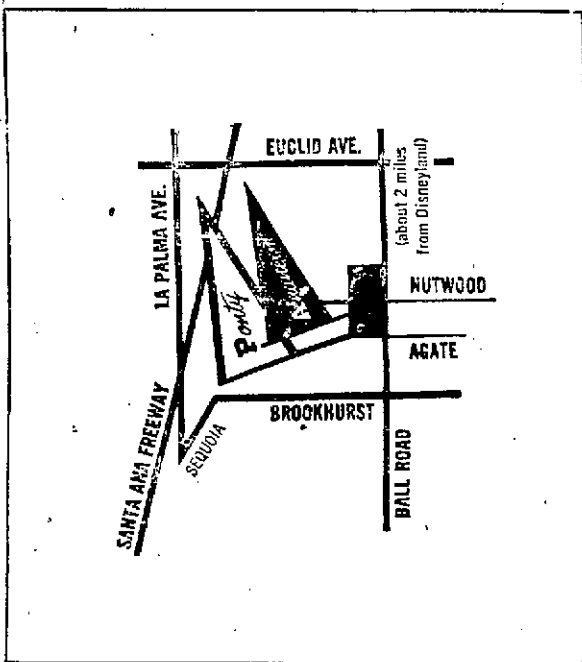 EUCLID AVE.
LA PALMA AVE.
(about 2 miles
from Disneyland)
NUTWOOD
AGATE
BROOKHURST
SEQUOIA
SANTA ANA FREEWAY
BALL ROAD